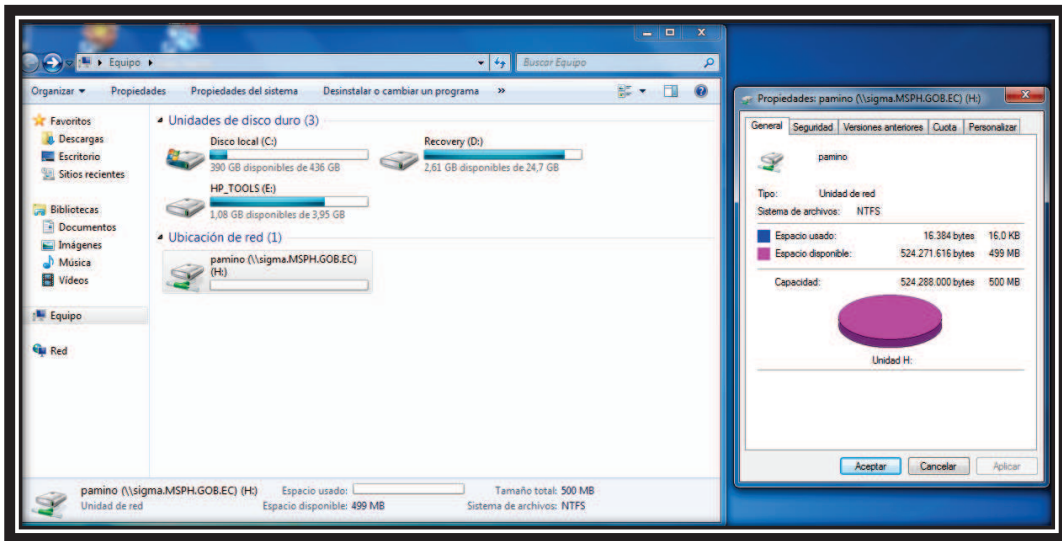 Equipo
Buscar Equipo
Organizar
Propiedades
Propiedades del sistema
Desinstalar o cambiar un programa
»
Favoritos
Descargas
Escritorio
Sitios recientes
Bibliotecas
Documentos
Imágenes
Música
Vídeos
Equipo
Red
Unidades de disco duro (3)
Disco local (C:)
390 GB disponibles de 436 GB
Recovery (D:)
2,61 GB disponibles de 24,7 GB
HP_TOOLS (E:)
1,08 GB disponibles de 3,95 GB
Ubicación de red (1)
pamino (\\sigma.MSPH.GOB.EC)
(H:)
pamino (\\sigma.MSPH.GOB.EC) (H:) Espacio usado: Tamaño total: 500 MB
Unidad de red Espacio disponible: 499 MB Sistema de archivos: NTFS
Propiedades: pamino (\\sigma.MSPH.GOB.EC) (H:)
General Seguridad Versiones anteriores Cuota Personalizar
pamino
Tipo: Unidad de red
Sistema de archivos: NTFS
Espacio usado: 16.384 bytes 16,0 KB
Espacio disponible: 524.271.616 bytes 499 MB
Capacidad: 524.288.000 bytes 500 MB
Unidad H:
Aceptar Cancelar Aplicar